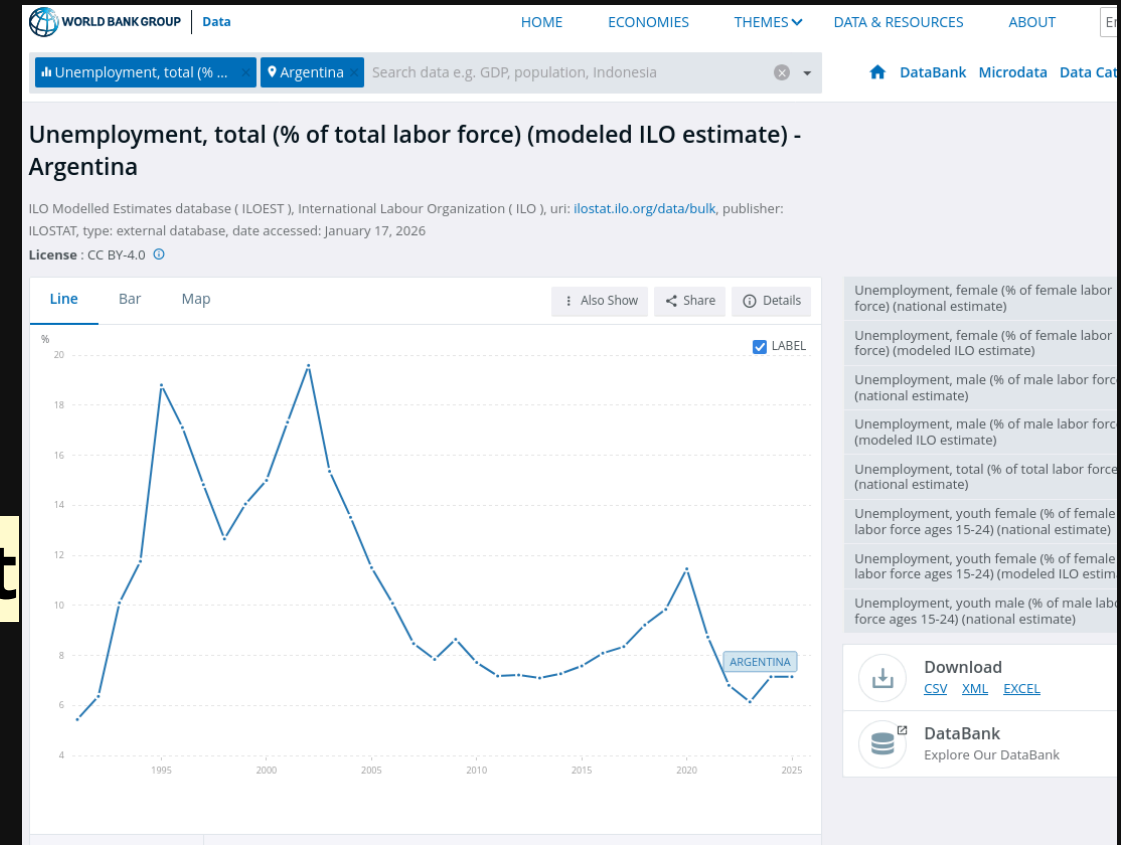 WORLD BANK GROUP Data
HOME ECONOMIES THEMES DATA & RESOURCES ABOUT
Unemployment, total (% ... × Argentina × Search data e.g. GDP, population, Indonesia
DataBank Microdata Data Cat
Unemployment, total (% of total labor force) (modeled ILO estimate) -
Argentina
ILO Modelled Estimates database ( ILOEST ), International Labour Organization ( ILO ), uri: ilostat.ilo.org/data/bulk, publisher:
ILOSTAT, type: external database, date accessed: January 17, 2026
License : CC BY-4.0
Line Bar Map
Also Show Share Details
%
LABEL
20
18
16
14
12
10
8
6
4
ARGENTINA
1995 2000 2005 2010 2015 2020 2025
Unemployment, female (% of female labor
force) (national estimate)
Unemployment, female (% of female labor
force) (modeled ILO estimate)
Unemployment, male (% of male labor forc
(national estimate)
Unemployment, male (% of male labor forc
(modeled ILO estimate)
Unemployment, total (% of total labor force
(national estimate)
Unemployment, youth female (% of female
labor force ages 15-24) (national estimate)
Unemployment, youth female (% of female
labor force ages 15-24) (modeled ILO estim
Unemployment, youth male (% of male labo
force ages 15-24) (national estimate)
Download
CSV XML EXCEL
DataBank
Explore Our DataBank
t